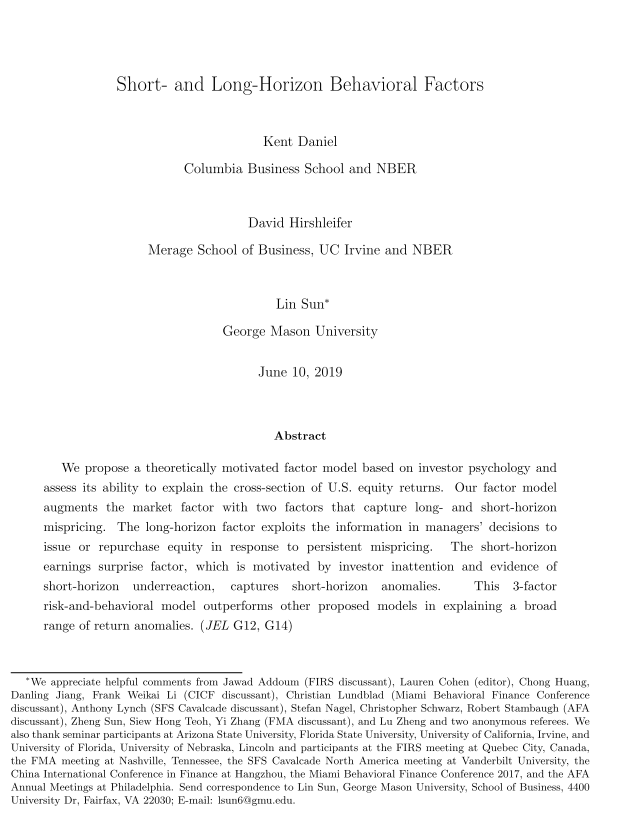 Short- and Long-Horizon Behavioral Factors
Kent Daniel
Columbia Business School and NBER
David Hirshleifer
Merage School of Business, UC Irvine and NBER
Lin Sun*
George Mason University
June 10, 2019
Abstract
We propose a theoretically motivated factor model based on investor psychology and
assess its ability to explain the cross-section of U.S. equity returns. Our factor model
augments the market factor with two factors that capture long- and short-horizon
mispricing. The long-horizon factor exploits the information in managers' decisions to
issue or repurchase equity in response to persistent mispricing. The short-horizon
earnings surprise factor, which is motivated by investor inattention and evidence of
short-horizon underreaction, captures short-horizon anomalies. This 3-factor
risk-and-behavioral model outperforms other proposed models in explaining a broad
range of return anomalies. (JEL G12, G14)
*We appreciate helpful comments from Jawad Addoum (FIRS discussant), Lauren Cohen (editor), Chong Huang,
Danling Jiang, Frank Weikai Li (CICF discussant), Christian Lundblad (Miami Behavioral Finance Conference
discussant), Anthony Lynch (SFS Cavalcade discussant), Stefan Nagel, Christopher Schwarz, Robert Stambaugh (AFA
discussant), Zheng Sun, Siew Hong Teoh, Yi Zhang (FMA discussant), and Lu Zheng and two anonymous referees. We
also thank seminar participants at Arizona State University, Florida State University, University of California, Irvine, and
University of Florida, University of Nebraska, Lincoln and participants at the FIRS meeting at Quebec City, Canada,
the FMA meeting at Nashville, Tennessee, the SFS Cavalcade North America meeting at Vanderbilt University, the
China International Conference in Finance at Hangzhou, the Miami Behavioral Finance Conference 2017, and the AFA
Annual Meetings at Philadelphia. Send correspondence to Lin Sun, George Mason University, School of Business, 4400
University Dr, Fairfax, VA 22030; E-mail: lsun6@gmu.edu.